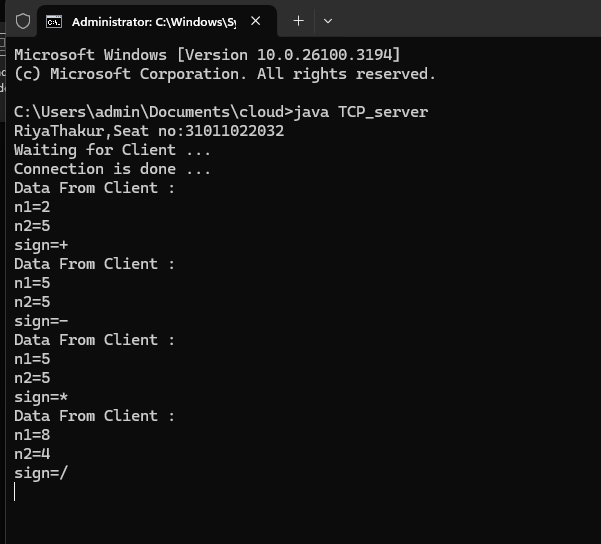 Administrator: C:\Windows\Sy
Microsoft Windows [Version 10.0.26100.3194]
(c) Microsoft Corporation. All rights reserved.
C:\Users\admin\Documents\cloud>java TCP_server
RiyaThakur,Seat no:31011022032
Waiting for Client ...
Connection is done ...
Data From Client :
n1=2
n2=5
sign=+
Data From Client :
n1=5
n2=5
sign=-
Data From Client :
n1=5
n2=5
sign=*
Data From Client :
n1=8
n2=4
sign=/